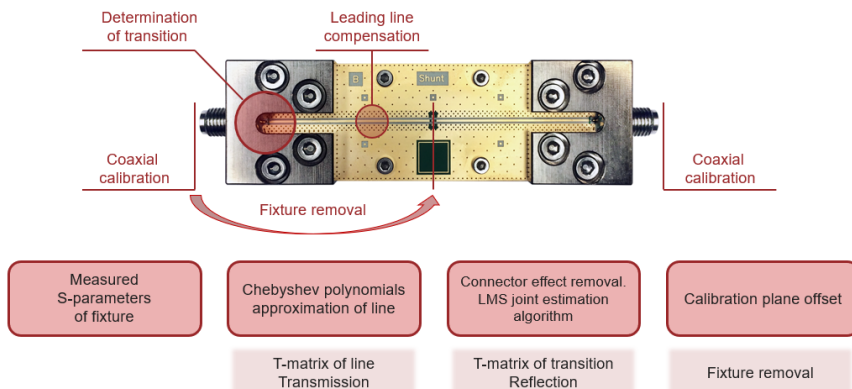 Determination
of transition
Leading line
compensation
B
Shunt
Coaxial
calibration
Coaxial
calibration
Fixture removal
Measured
S-parameters
of fixture
Chebyshev polynomials
approximation of line
Connector effect removal.
LMS joint estimation
algorithm
Calibration plane offset
T-matrix of line
Transmission
T-matrix of transition
Reflection
Fixture removal